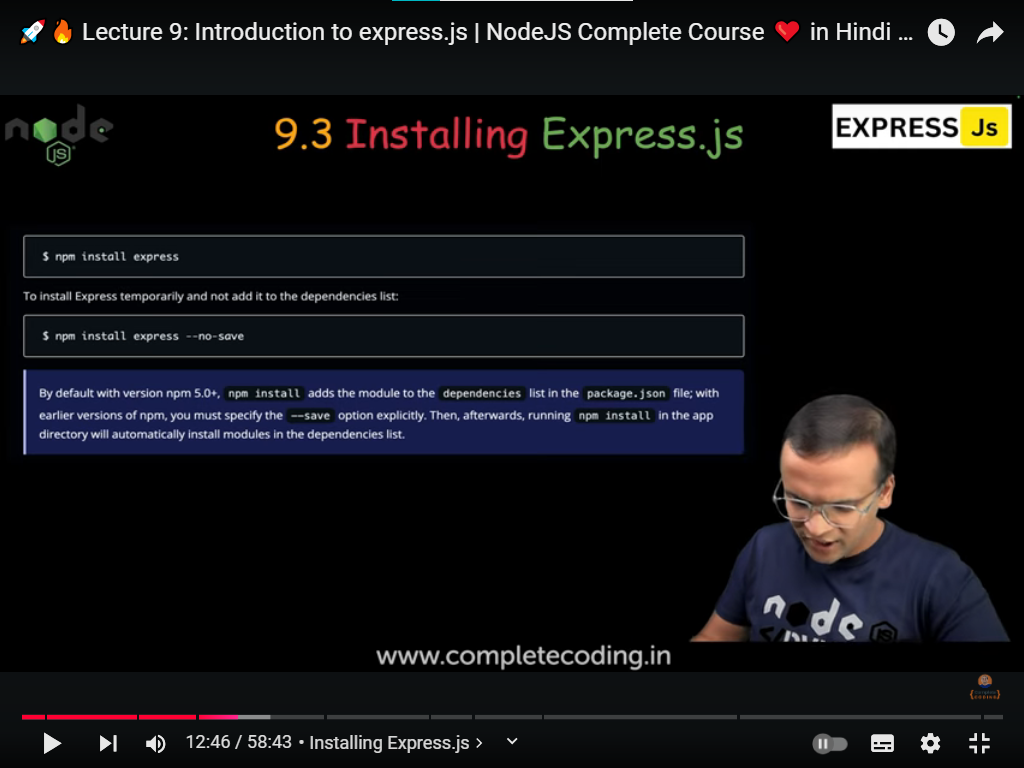 🚀🔥 Lecture 9: Introduction to express.js | NodeJS Complete Course ❤️ in Hindi ...
node
JS
9.3 Installing Express.js
EXPRESS Js
$ npm install express
To install Express temporarily and not add it to the dependencies list:
$ npm install express --no-save
By default with version npm 5.0+, npm install adds the module to the dependencies list in the package.json file; with
earlier versions of npm, you must specify the --save option explicitly. Then, afterwards, running npm install in the app
directory will automatically install modules in the dependencies list.
node
www.completecoding.in
12:46 / 58:43 • Installing Express.js